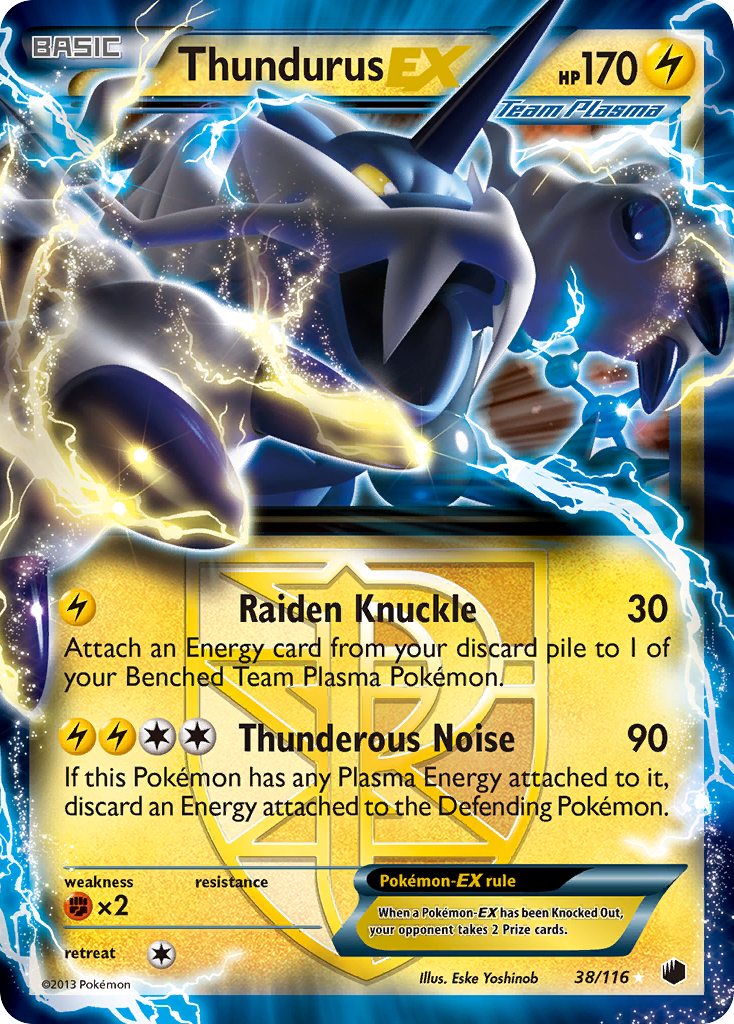 BASIC
Thundurus EX
HP170
Team Plasma
Raiden Knuckle 30
Attach an Energy card from your discard pile to 1 of
your Benched Team Plasma Pokémon.
Thunderous Noise 90
If this Pokémon has any Plasma Energy attached to it,
discard an Energy attached to the Defending Pokémon.
weakness resistance
×2
Pokémon-EX rule
When a Pokémon-EX has been Knocked Out,
your opponent takes 2 Prize cards.
retreat
©2013 Pokémon
Illus. Eske Yoshinob
38/116